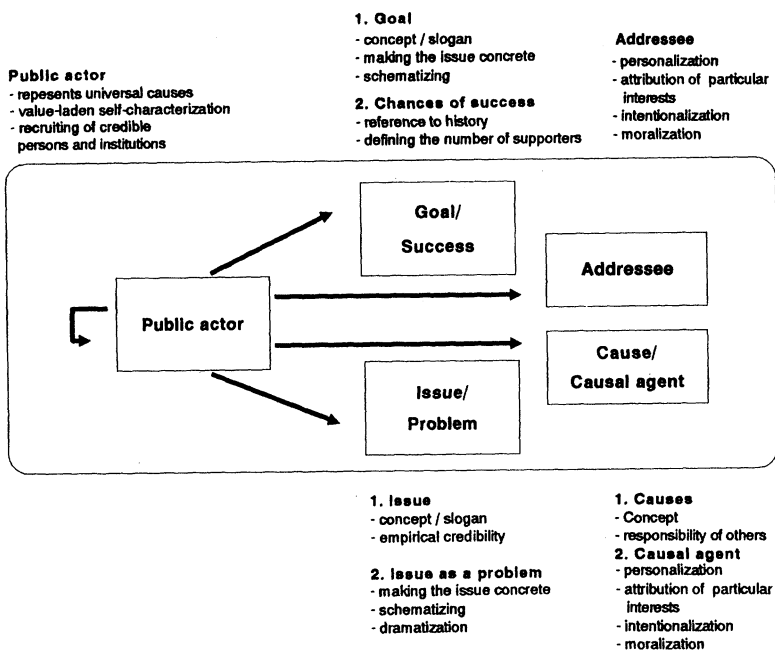 Public actor
- repesents universal causes
- value-laden self-characterization
- recruiting of credible
persons and institutions
1. Goal
- concept / slogan
- making the issue concrete
- schematizing
2. Chances of success
- reference to history
- defining the number of supporters
Addressee
- personalization
- attribution of particular
interests
- intentionalization
- moralization
Goal/
Success
Addressee
Public actor
Cause/
Causal agent
Issue/
Problem
1. Issue
- concept / slogan
- empirical credibility
2. Issue as a problem
- making the issue concrete
- schematizing
- dramatization
1. Causes
- Concept
- responsibility of others
2. Causal agent
- personalization
- attribution of particular
interests
- intentionalization
- moralization